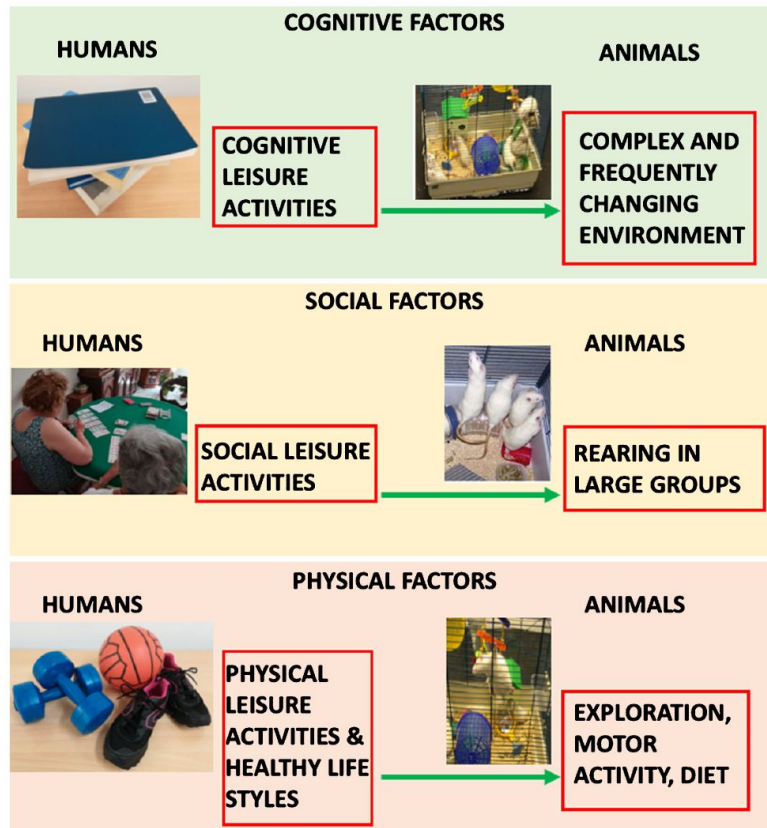 COGNITIVE FACTORS
HUMANS
ANIMALS
COGNITIVE
LEISURE
ACTIVITIES
COMPLEX AND
FREQUENTLY
CHANGING
ENVIRONMENT
SOCIAL FACTORS
HUMANS
ANIMALS
SOCIAL LEISURE
ACTIVITIES
REARING IN
LARGE GROUPS
PHYSICAL FACTORS
HUMANS
ANIMALS
PHYSICAL
LEISURE
ACTIVITIES &
HEALTHY LIFE
STYLES
EXPLORATION,
MOTOR
ACTIVITY, DIET